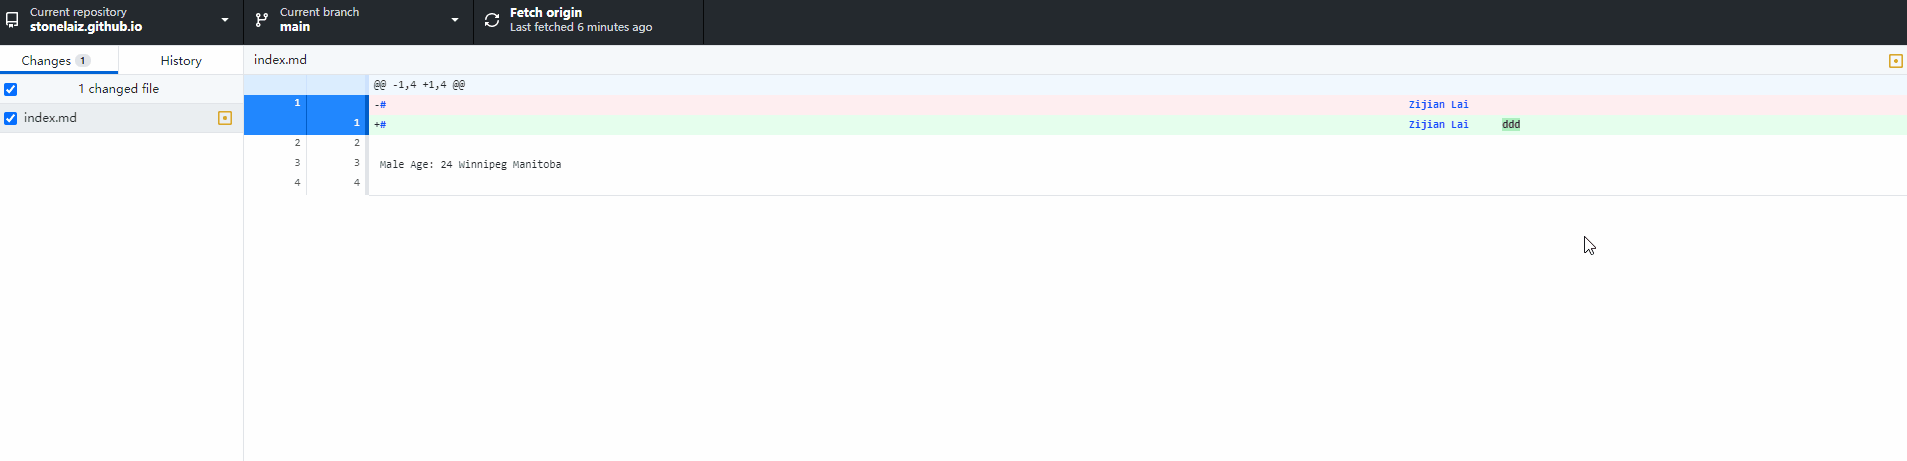 Current repository
stonelaiz.github.io
Current branch
main
Fetch origin
Last fetched 6 minutes ago
Changes 1
History
index.md
1 changed file
index.md
@@ -1,4 +1,4 @@
1 -# Zijian Lai
1 +# Zijian Lai ddd
2 2
3 3 Male Age: 24 Winnipeg Manitoba
4 4